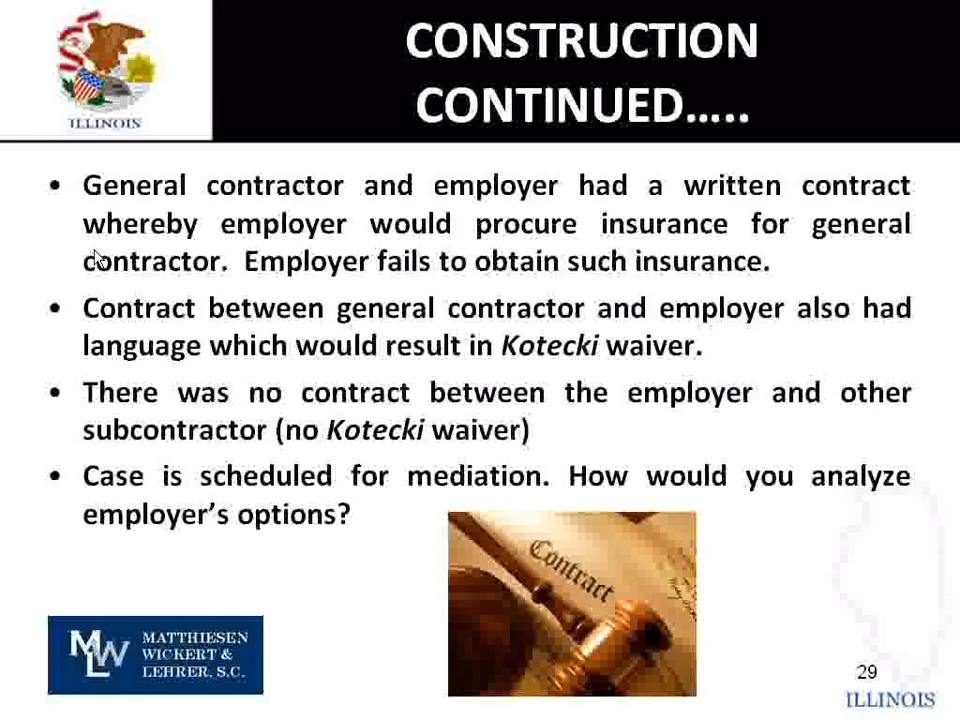 ILLINOIS
CONSTRUCTION
CONTINUED.....
• General contractor and employer had a written contract
whereby employer would procure insurance for general
contractor. Employer fails to obtain such insurance.
• Contract between general contractor and employer also had
language which would result in Kotecki waiver.
• There was no contract between the employer and other
subcontractor (no Kotecki waiver)
• Case is scheduled for mediation. How would you analyze
employer's options?
Contract
MLW
MATTHIESEN
WICKERT &
LEHRER, S.C.
29
ILLINOIS